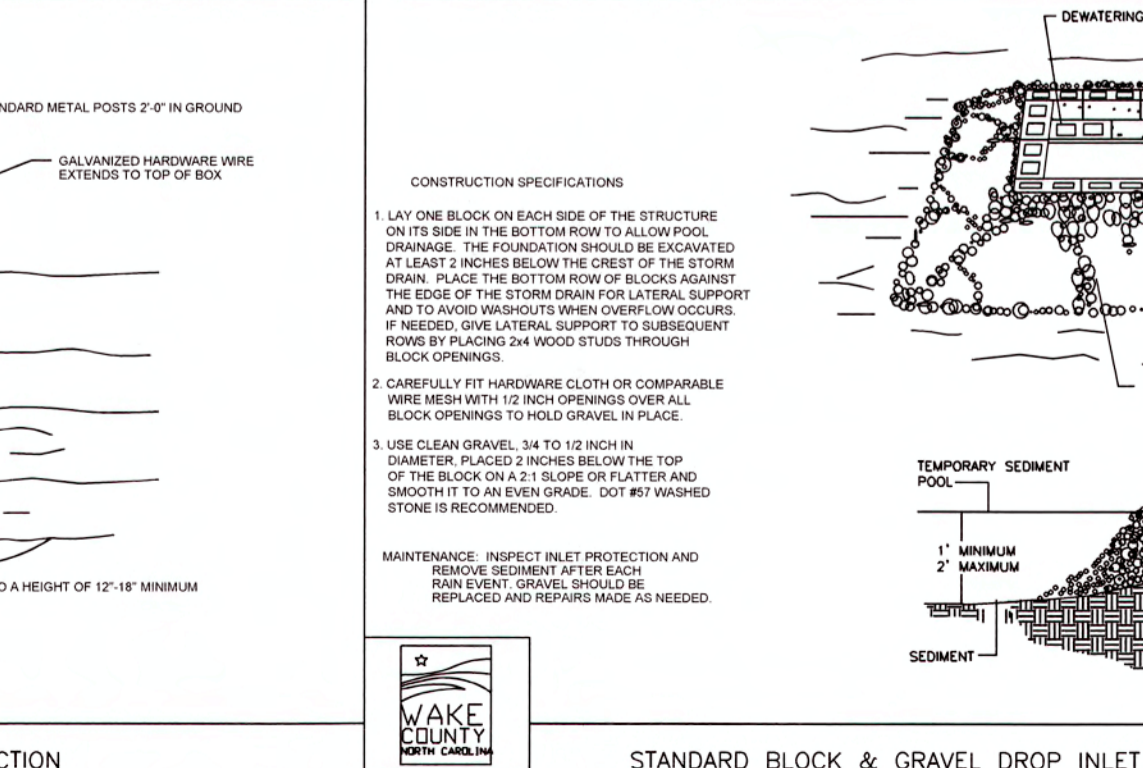 NDARD METAL POSTS 2'-0" IN GROUND
GALVANIZED HARDWARE WIRE
EXTENDS TO TOP OF BOX
O A HEIGHT OF 12"-18" MINIMUM
CTION
CONSTRUCTION SPECIFICATIONS
1. LAY ONE BLOCK ON EACH SIDE OF THE STRUCTURE
ON ITS SIDE IN THE BOTTOM ROW TO ALLOW POOL
DRAINAGE. THE FOUNDATION SHOULD BE EXCAVATED
AT LEAST 2 INCHES BELOW THE CREST OF THE STORM
DRAIN. PLACE THE BOTTOM ROW OF BLOCKS AGAINST
THE EDGE OF THE STORM DRAIN FOR LATERAL SUPPORT
AND TO AVOID WASHOUTS WHEN OVERFLOW OCCURS.
IF NEEDED, GIVE LATERAL SUPPORT TO SUBSEQUENT
ROWS BY PLACING 2x4 WOOD STUDS THROUGH
BLOCK OPENINGS.
2. CAREFULLY FIT HARDWARE CLOTH OR COMPARABLE
WIRE MESH WITH 1/2 INCH OPENINGS OVER ALL
BLOCK OPENINGS TO HOLD GRAVEL IN PLACE.
3. USE CLEAN GRAVEL, 3/4 TO 1/2 INCH IN
DIAMETER, PLACED 2 INCHES BELOW THE TOP
OF THE BLOCK ON A 2:1 SLOPE OR FLATTER AND
SMOOTH IT TO AN EVEN GRADE. DOT #57 WASHED
STONE IS RECOMMENDED.
MAINTENANCE: INSPECT INLET PROTECTION AND
REMOVE SEDIMENT AFTER EACH
RAIN EVENT. GRAVEL SHOULD BE
REPLACED AND REPAIRS MADE AS NEEDED.
WAKE
COUNTY
NORTH CAROLINA
DEWATERING
TEMPORARY SEDIMENT
POOL
1' MINIMUM
2' MAXIMUM
SEDIMENT
STANDARD BLOCK & GRAVEL DROP INLET